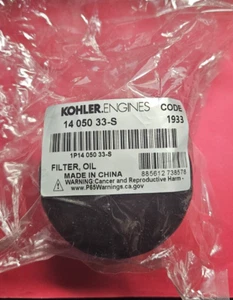 KOHLER.ENGINES CODE
14 050 33-S 1933
1P14 050 33-S
FILTER, OIL
MADE IN CHINA 885612 738578
WARNING Cancer and Reproductive Harm -
www.P65Warnings.ca.gov